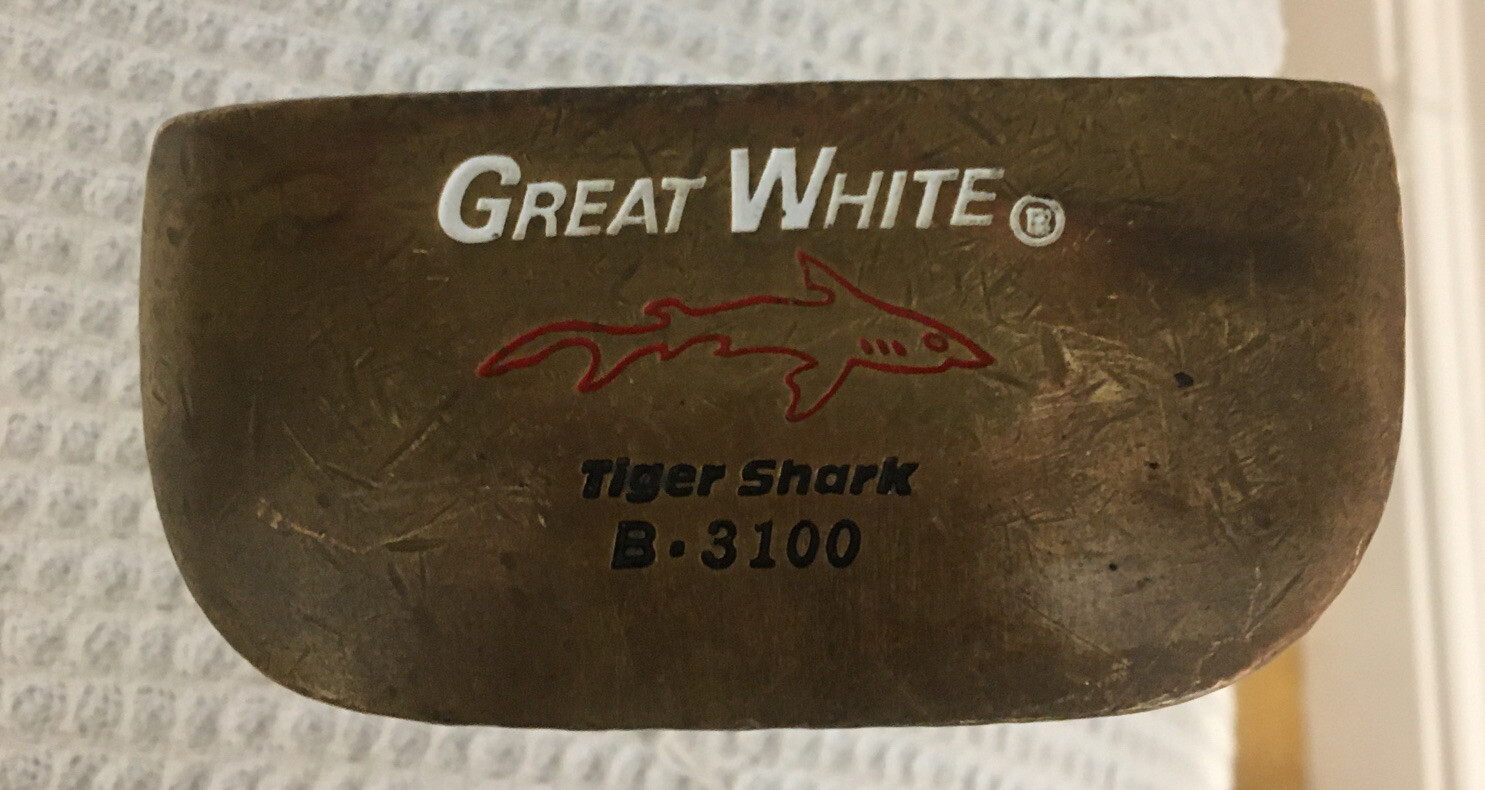 GREAT WHITE ®
Tiger Shark
B·3100